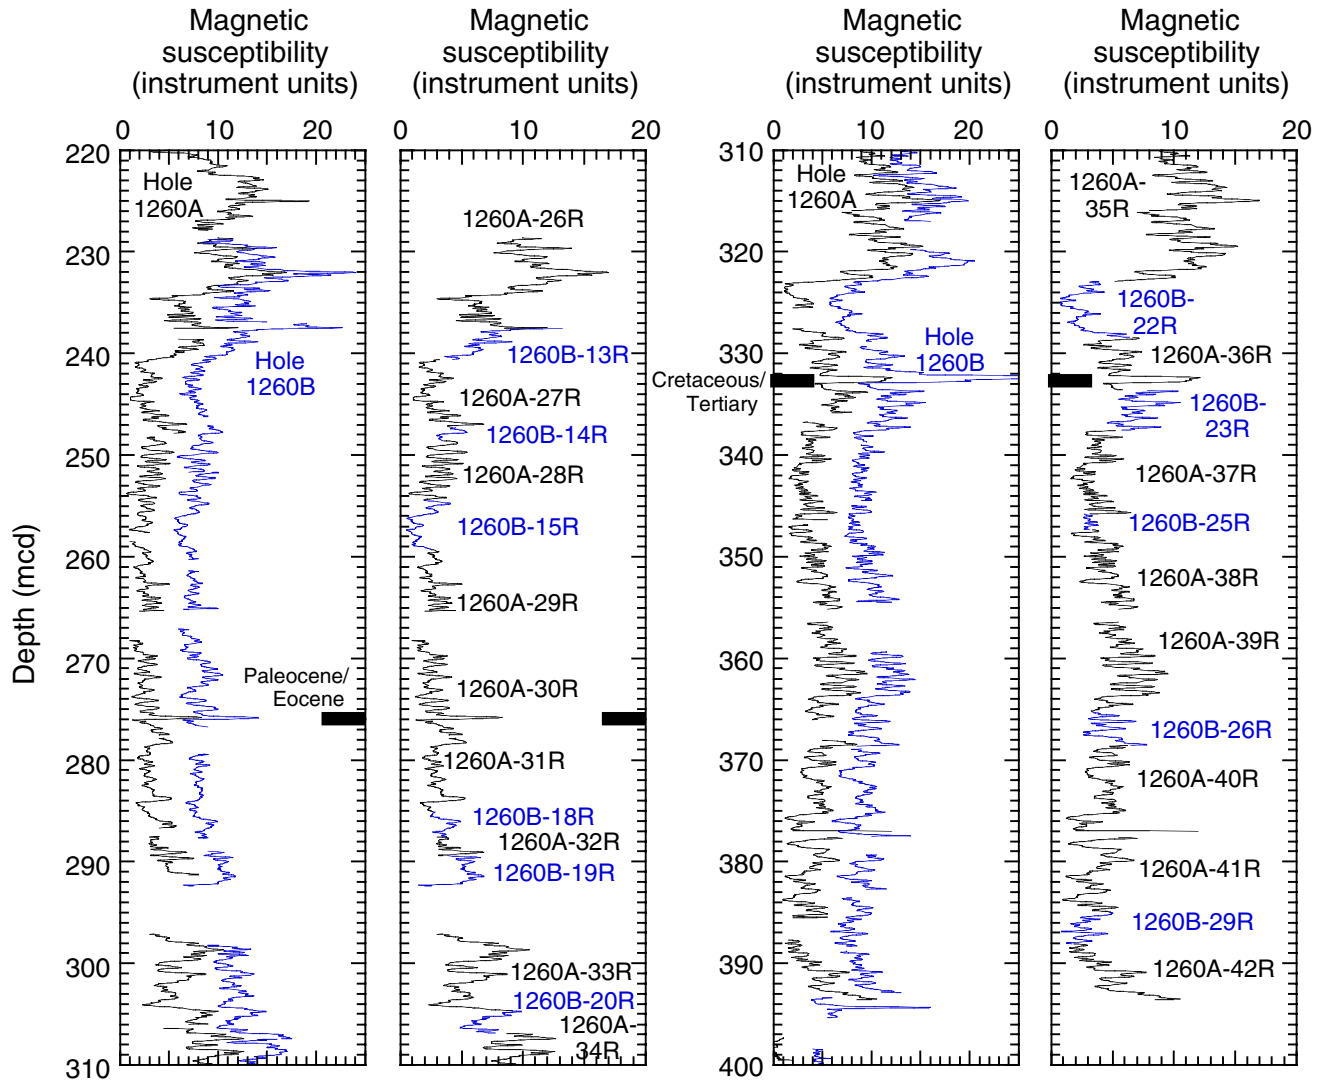 Magnetic
susceptibility
(instrument units)
Magnetic
susceptibility
(instrument units)
Magnetic
susceptibility
(instrument units)
Magnetic
susceptibility
(instrument units)
0 10 20
0 10 20
0 10 20
0 10 20
Depth (mcd)
220
230
240
250
260
270
280
290
300
310
Hole
1260A
Hole
1260B
Paleocene/
Eocene
1260A-26R
1260B-13R
1260A-27R
1260B-14R
1260A-28R
1260B-15R
1260A-29R
1260A-30R
1260A-31R
1260B-18R
1260A-32R
1260B-19R
1260A-33R
1260B-20R
1260A-
34R
310
320
330
340
350
360
370
380
390
400
Hole
1260A
Hole
1260B
Cretaceous/
Tertiary
1260A-
35R
1260B-
22R
1260A-36R
1260B-
23R
1260A-37R
1260B-25R
1260A-38R
1260A-39R
1260B-26R
1260A-40R
1260A-41R
1260B-29R
1260A-42R